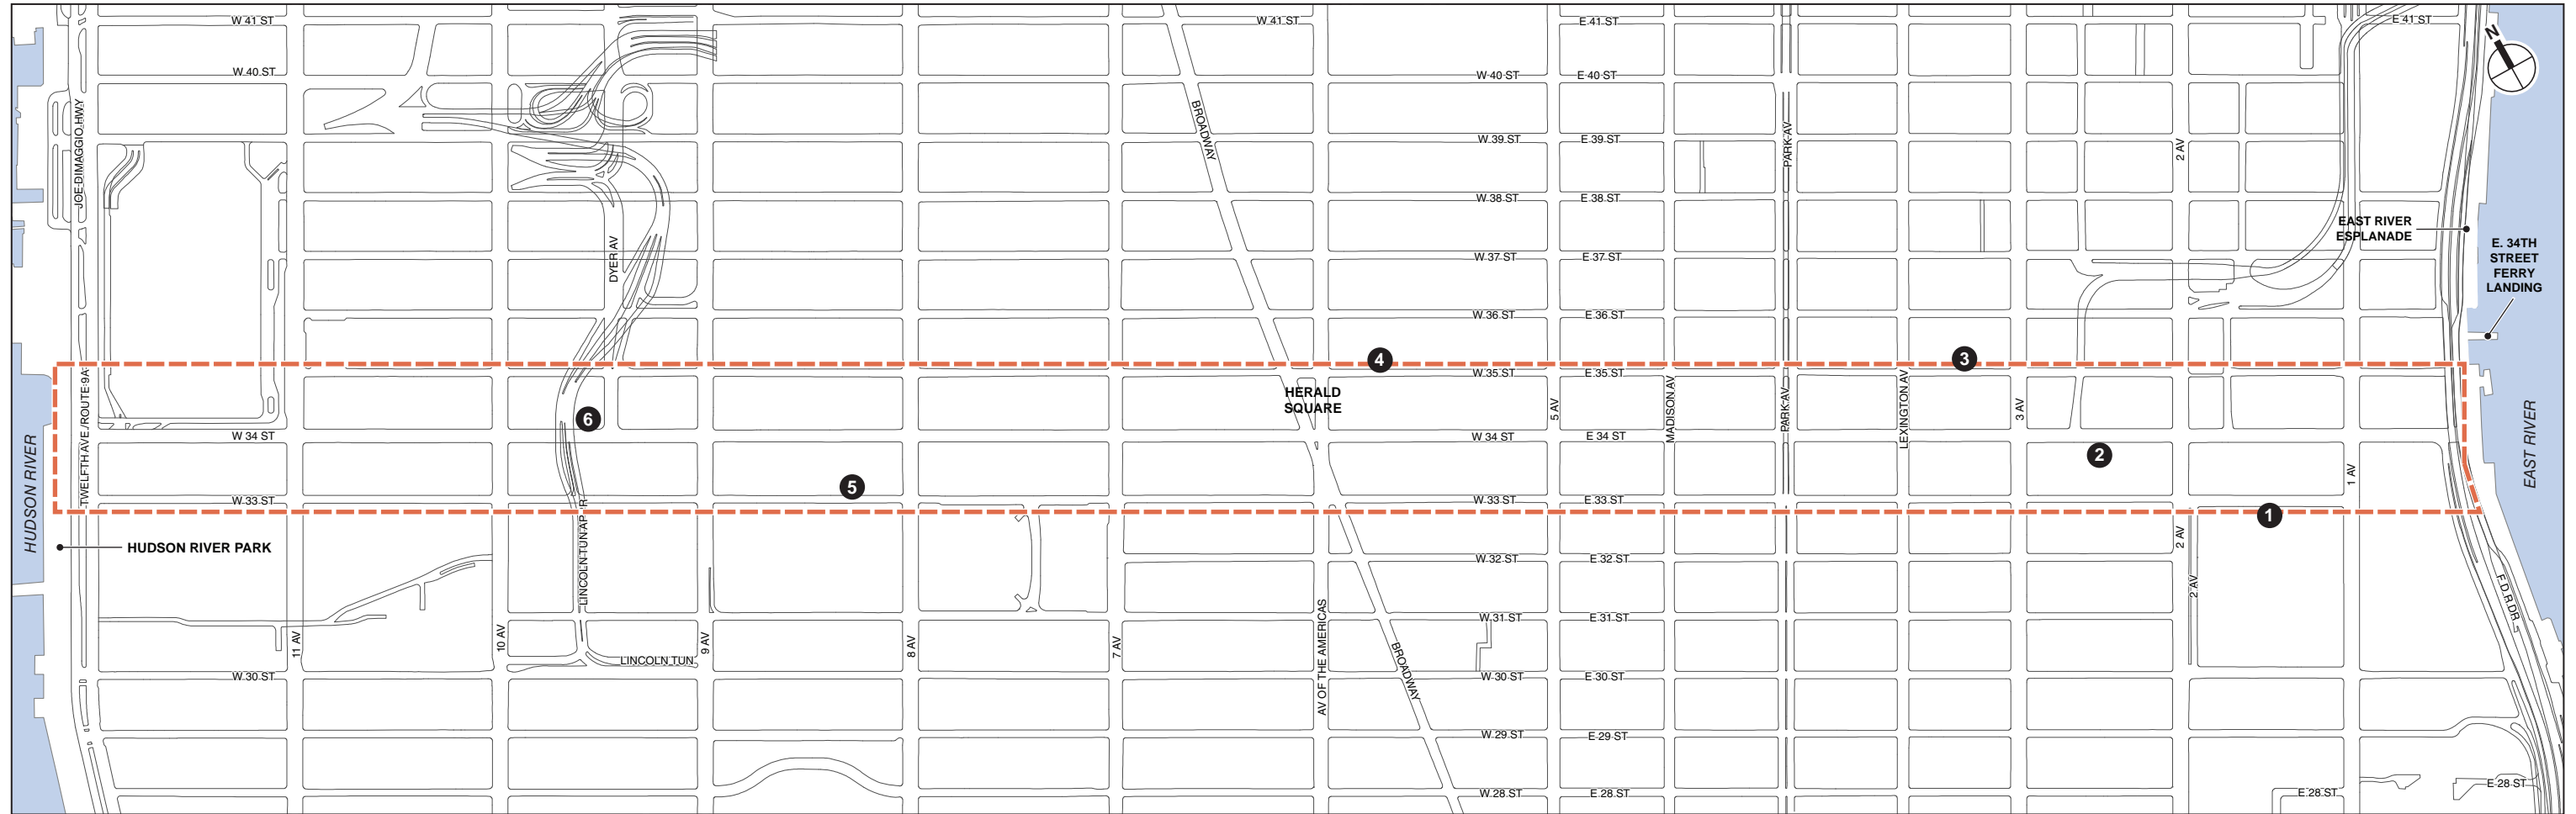 W 41 ST
W 41 ST
E 41 ST
E 41 ST
N
W 40 ST
W 40 ST
E 40 ST
JOE DIMAGGIO HWY
BROADWAY
W 39 ST
E 39 ST
PARK AV
2 AV
W 38 ST
E 38 ST
DYER AV
EAST RIVER
ESPLANADE
E. 34TH
STREET
FERRY
LANDING
W 37 ST
E 37 ST
W 36 ST
E 36 ST
4
3
W 35 ST
E 35 ST
HERALD
SQUARE
6
TWELFTH AVE./ROUTE 9A
5 AV
MADISON AV
PARK AV
LEXINGTON AV
3 AV
HUDSON RIVER
EAST RIVER
W 34 ST
W 34 ST
E 34 ST
2
1 AV
5
W 33 ST
W 33 ST
E 33 ST
1
HUDSON RIVER PARK
LINCOLN TUN APPR
2 AV
W 32 ST
E 32 ST
2 AV
F.D.R. DR
W 31 ST
E 31 ST
11 AV
10 AV
9 AV
8 AV
7 AV
AV OF THE AMERICAS
BROADWAY
LINCOLN TUN
W 30 ST
W 30 ST
E 30 ST
W 29 ST
E 29 ST
W 28 ST
E 28 ST
E 28 ST
E 28 ST